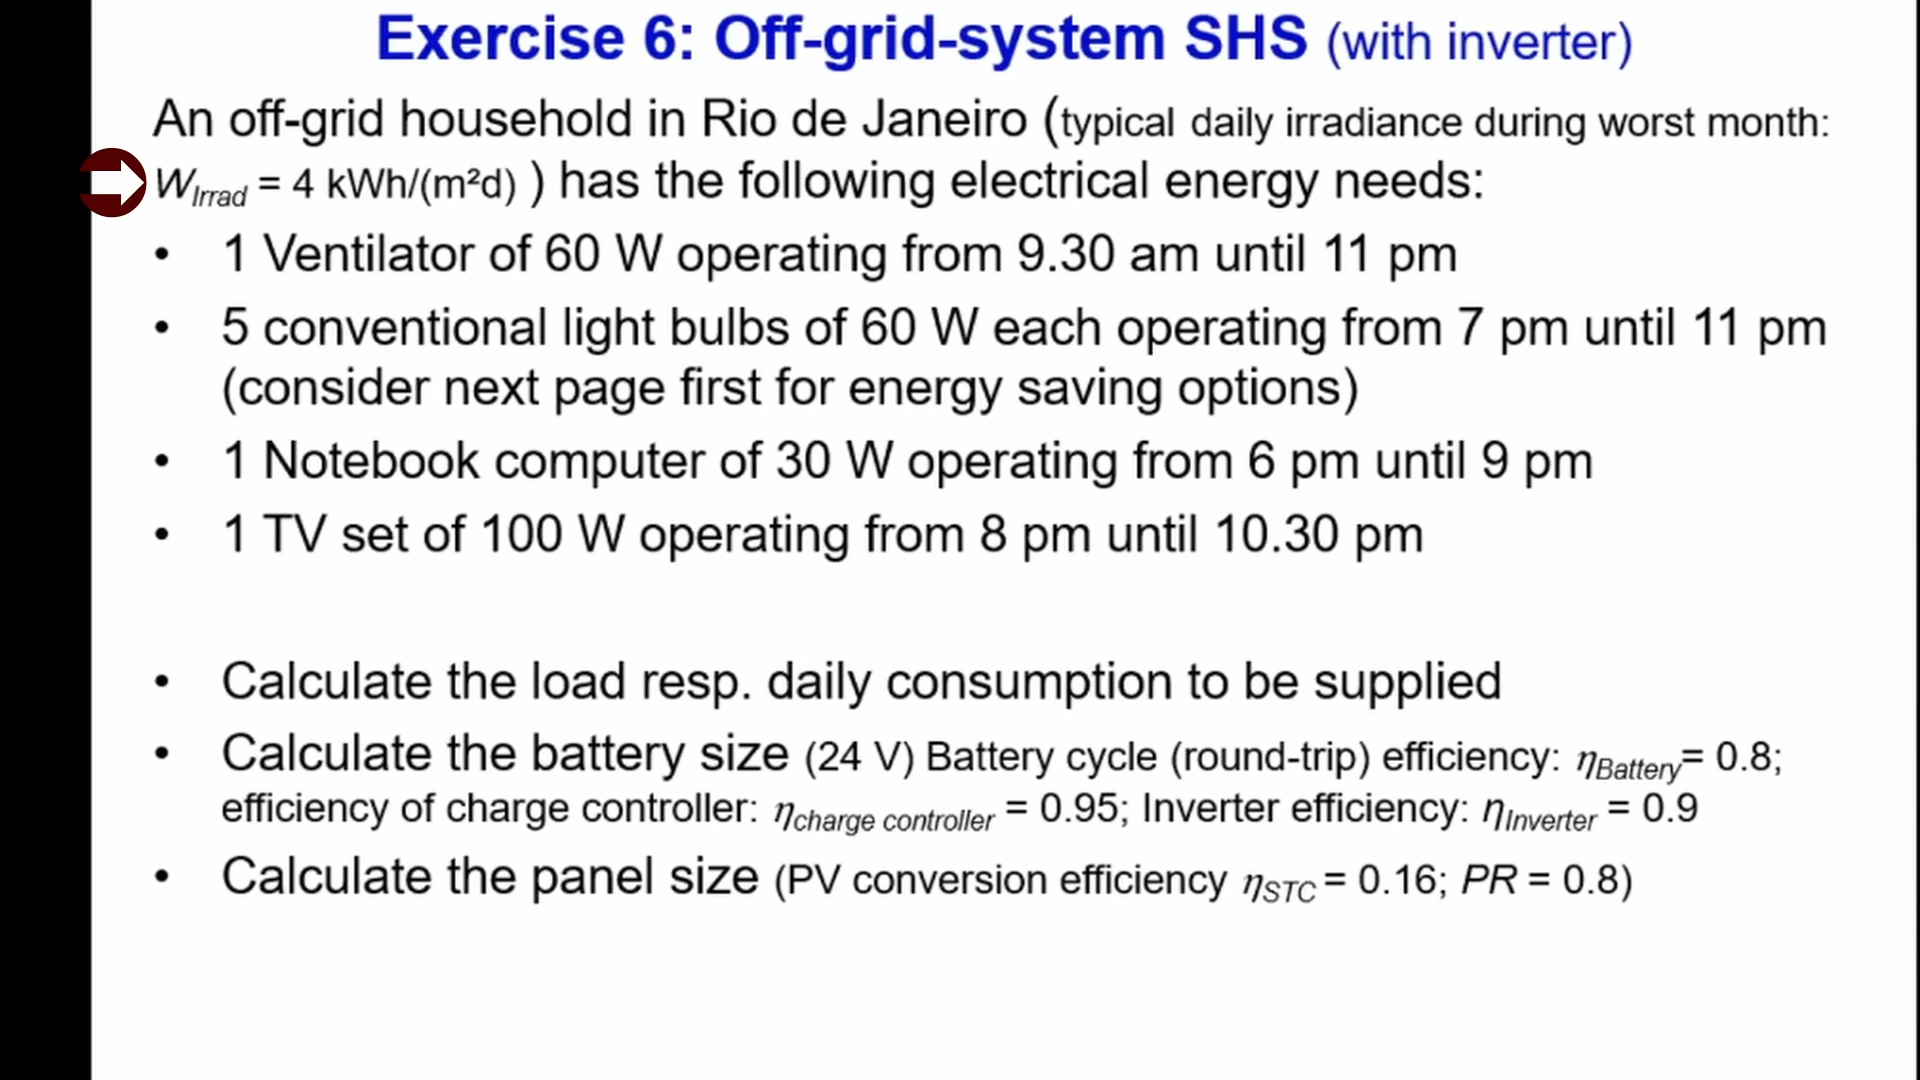 Exercise 6: Off-grid-system SHS (with inverter)
An off-grid household in Rio de Janeiro (typical daily irradiance during worst month:
WIrrad = 4 kWh/(m²d) ) has the following electrical energy needs:
• 1 Ventilator of 60 W operating from 9.30 am until 11 pm
• 5 conventional light bulbs of 60 W each operating from 7 pm until 11 pm
(consider next page first for energy saving options)
• 1 Notebook computer of 30 W operating from 6 pm until 9 pm
• 1 TV set of 100 W operating from 8 pm until 10.30 pm
• Calculate the load resp. daily consumption to be supplied
• Calculate the battery size (24 V) Battery cycle (round-trip) efficiency: ηBattery= 0.8;
efficiency of charge controller: ηcharge controller = 0.95; Inverter efficiency: ηInverter = 0.9
• Calculate the panel size (PV conversion efficiency ηSTC = 0.16; PR = 0.8)